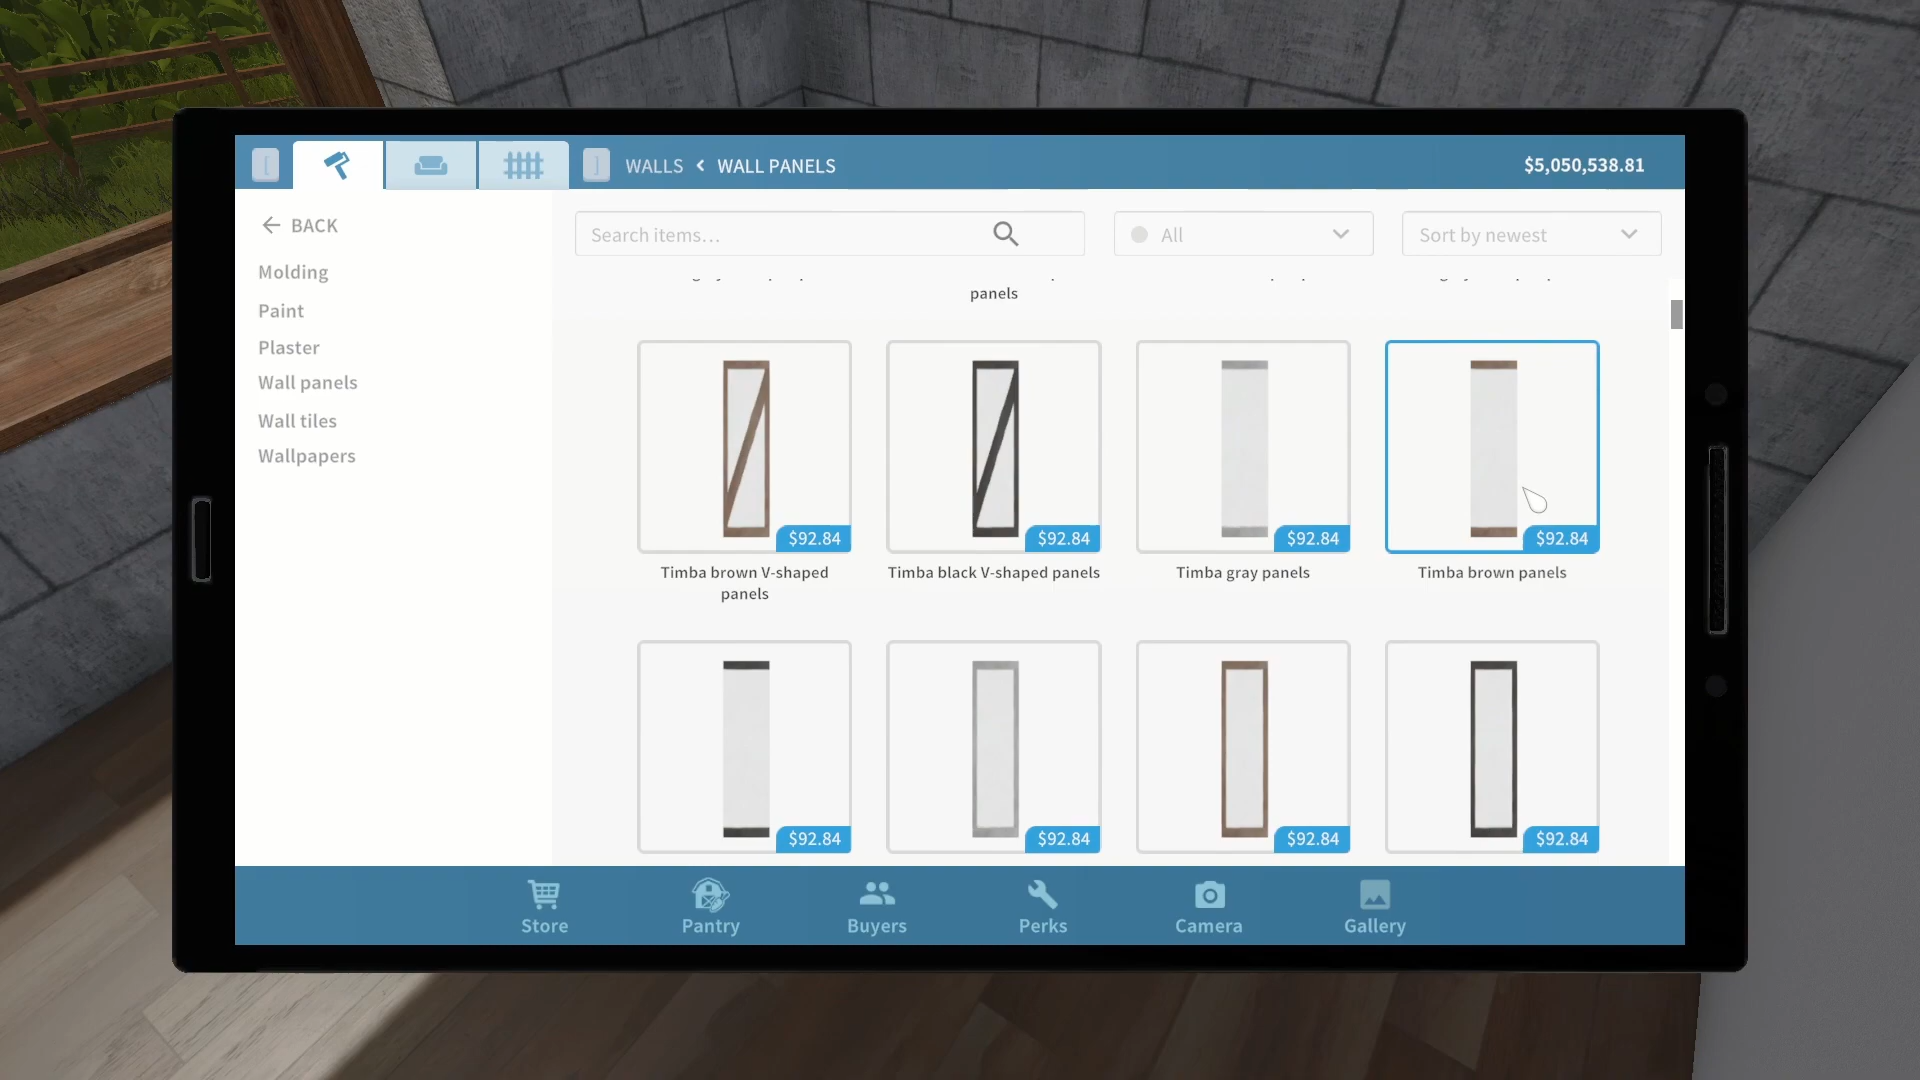 [
]
WALLS < WALL PANELS
$5,050,538.81
BACK
Molding
Paint
Plaster
Wall panels
Wall tiles
Wallpapers
Search items...
All
Sort by newest
panels
$92.84
$92.84
$92.84
$92.84
Timba brown V-shaped
panels
Timba black V-shaped panels
Timba gray panels
Timba brown panels
$92.84
$92.84
$92.84
$92.84
Store
Pantry
Buyers
Perks
Camera
Gallery